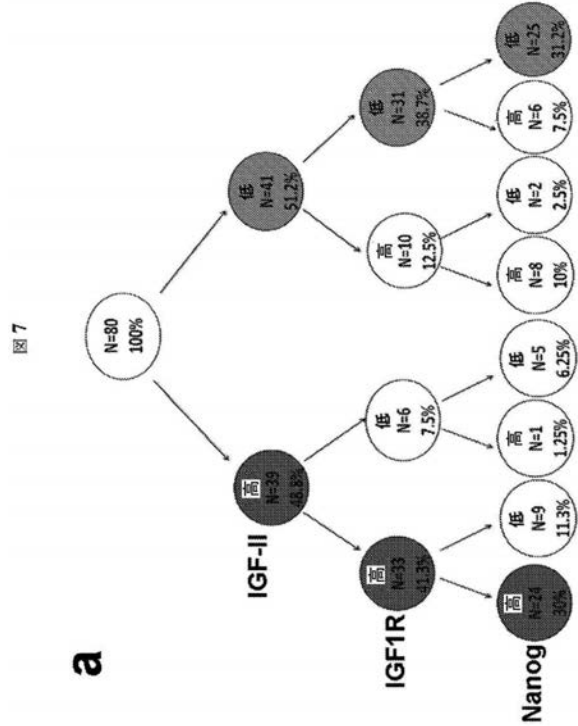 図 7
a
N=80
100%
IGF-II
高
N=39
48.8%
低
N=41
51.2%
IGF1R
高
N=33
41.3%
低
N=6
7.5%
高
N=10
12.5%
低
N=31
38.7%
Nanog
高
N=24
30%
低
N=9
11.3%
高
N=1
1.25%
低
N=5
6.25%
高
N=8
10%
低
N=2
2.5%
高
N=6
7.5%
低
N=25
31.2%